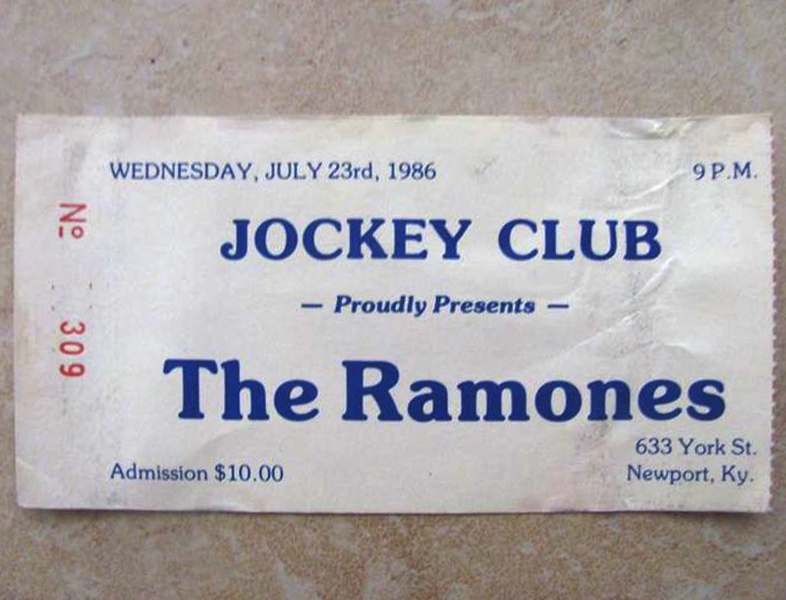 WEDNESDAY, JULY 23rd, 1986 9 P.M.
JOCKEY CLUB
— Proudly Presents —
The Ramones
633 York St.
Admission $10.00 Newport, Ky.
Nº 309